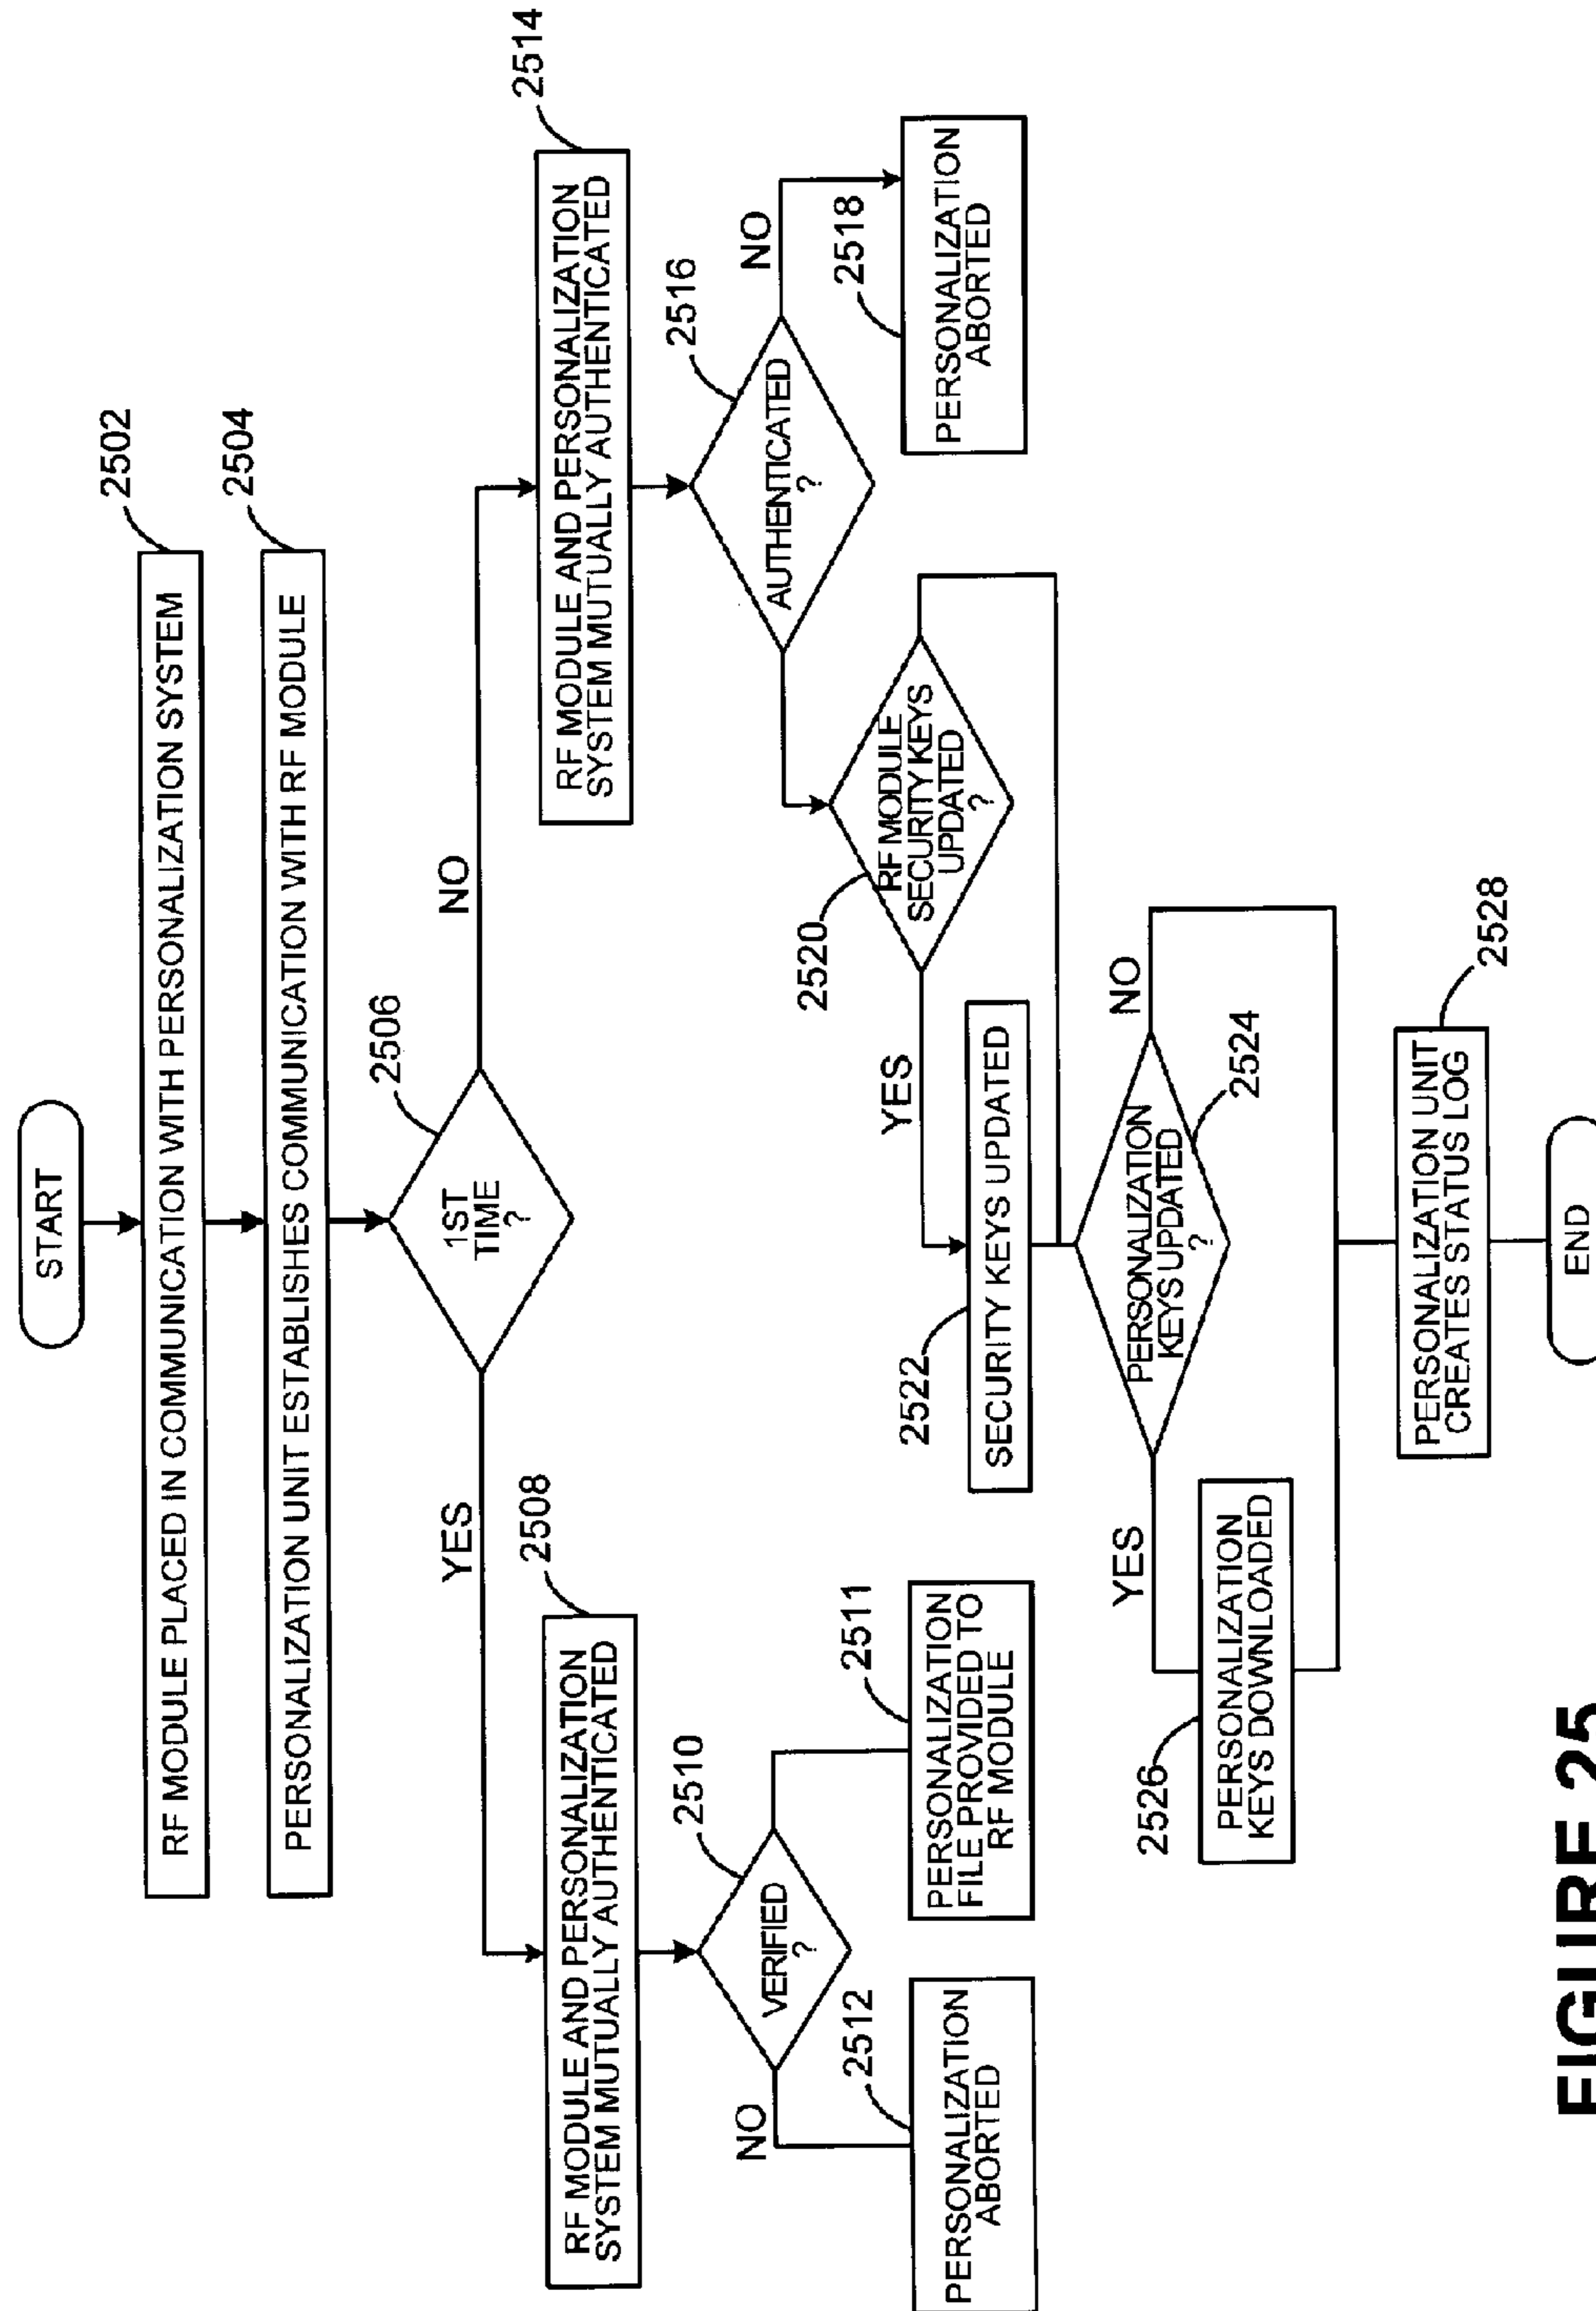 START
RF MODULE PLACED IN COMMUNICATION WITH PERSONALIZATION SYSTEM
2502
PERSONALIZATION UNIT ESTABLISHES COMMUNICATION WITH RF MODULE
2504
1ST
TIME
?
2506
YES
NO
RF MODULE AND PERSONALIZATION
SYSTEM MUTUALLY AUTHENTICATED
2508
RF MODULE AND PERSONALIZATION
SYSTEM MUTUALLY AUTHENTICATED
2514
VERIFIED
?
2510
NO
AUTHENTICATED
?
2516
NO
PERSONALIZATION
ABORTED
2512
PERSONALIZATION
FILE PROVIDED TO
RF MODULE
2511
RF MODULE
SECURITY KEYS
UPDATED
?
2520
YES
PERSONALIZATION
ABORTED
2518
SECURITY KEYS UPDATED
2522
PERSONALIZATION
KEYS UPDATED
?
2524
YES
NO
PERSONALIZATION
KEYS DOWNLOADED
2526
PERSONALIZATION UNIT
CREATES STATUS LOG
2528
END
FIGURE 25